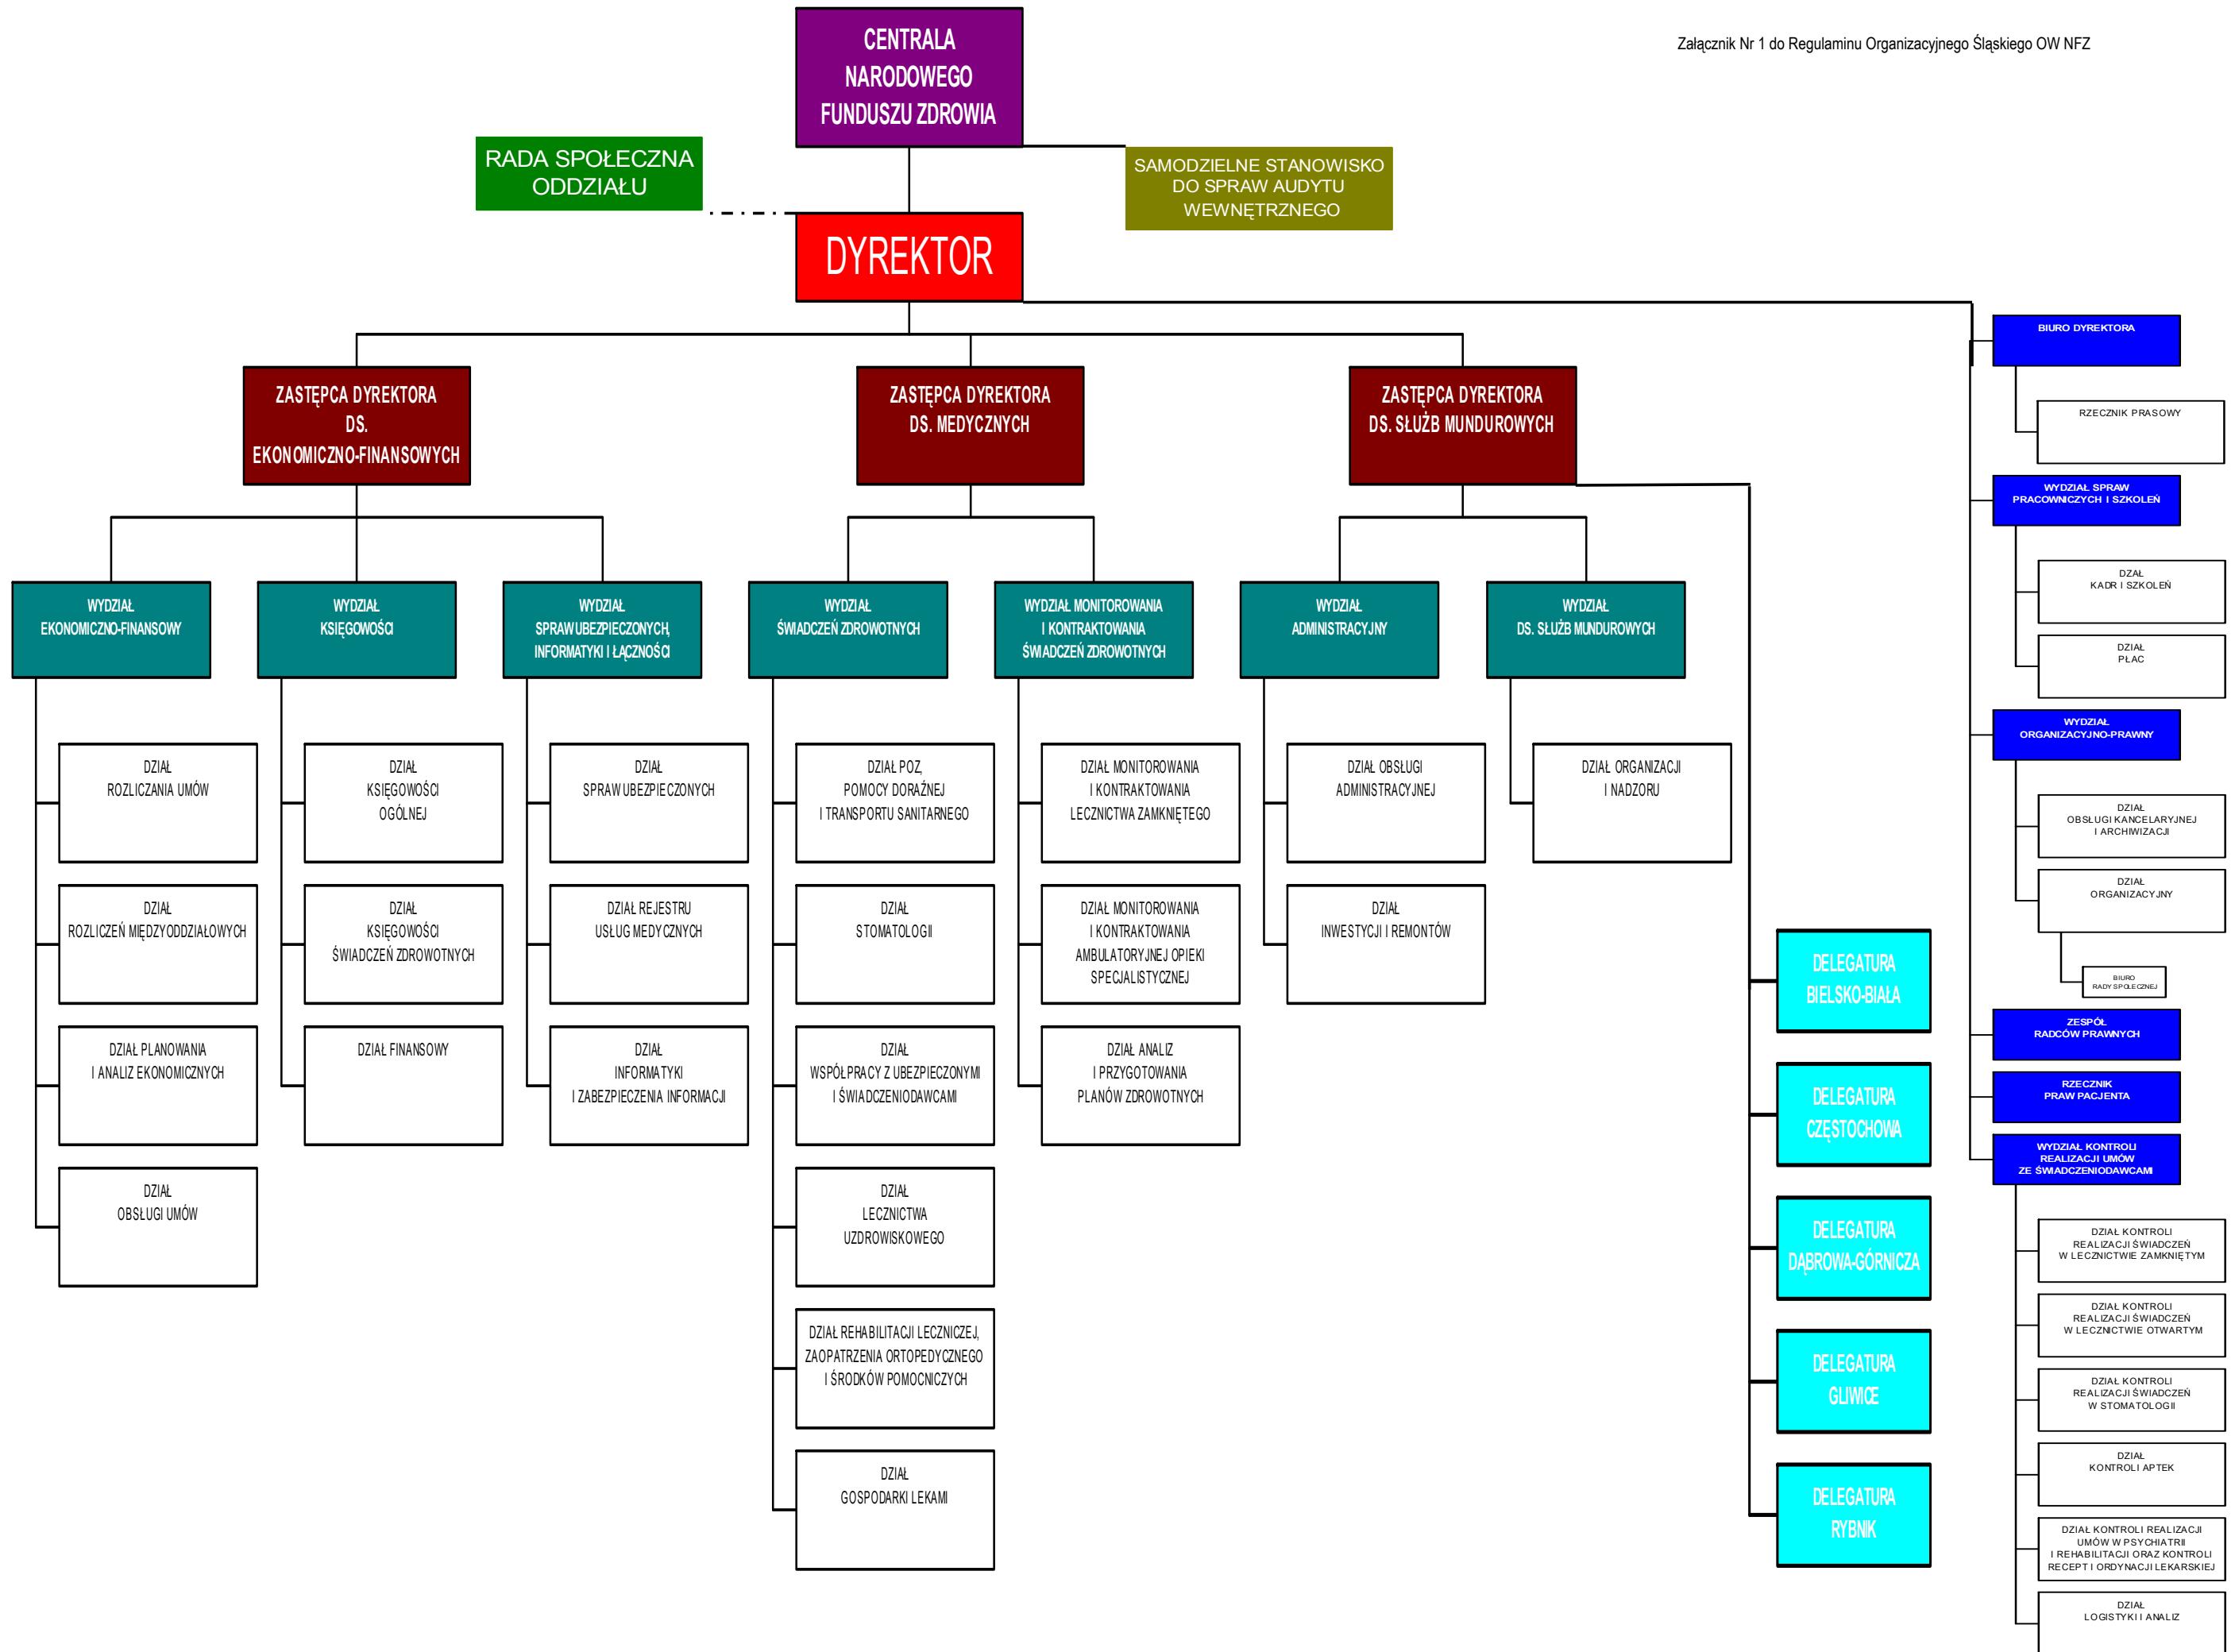 Załącznik Nr 1 do Regulaminu Organizacyjnego Śląskiego OW NFZ
CENTRALA
NARODOWEGO
FUNDUSZU ZDROWIA
RADA SPOŁECZNA
ODDZIAŁU
SAMODZIELNE STANOWISKO
DO SPRAW AUDYTU
WEWNĘTRZNEGO
DYREKTOR
ZASTĘPCA DYREKTORA
DS.
EKONOMICZNO-FINANSOWYCH
ZASTĘPCA DYREKTORA
DS. MEDYCZNYCH
ZASTĘPCA DYREKTORA
DS. SŁUŻB MUNDUROWYCH
WYDZIAŁ
EKONOMICZNO-FINANSOWY
DZIAŁ
ROZLICZANIA UMÓW
DZIAŁ
ROZLICZEŃ MIĘDZYODDZIAŁOWYCH
DZIAŁ PLANOWANIA
I ANALIZ EKONOMICZNYCH
DZIAŁ
OBSŁUGI UMÓW
WYDZIAŁ
KSIĘGOWOŚCI
DZIAŁ
KSIĘGOWOŚCI
OGÓLNEJ
DZIAŁ
KSIĘGOWOŚCI
ŚWIADCZEŃ ZDROWOTNYCH
DZIAŁ FINANSOWY
WYDZIAŁ
SPRAW UBEZPIECZONYCH,
INFORMATYKI I ŁĄCZNOŚCI
DZIAŁ
SPRAW UBEZPIECZONYCH
DZIAŁ REJESTRU
USŁUG MEDYCZNYCH
DZIAŁ
INFORMATYKI
I ZABEZPIECZENIA INFORMACJI
WYDZIAŁ
ŚWIADCZEŃ ZDROWOTNYCH
DZIAŁ POZ,
POMOCY DORAŹNEJ
I TRANSPORTU SANITARNEGO
DZIAŁ
STOMATOLOGII
DZIAŁ
WSPÓŁPRACY Z UBEZPIECZONYMI
I ŚWIADCZENIODAWCAMI
DZIAŁ
LECZNICTWA
UZDROWISKOWEGO
DZIAŁ REHABILITACJI LECZNICZEJ,
ZAOPATRZENIA ORTOPEDYCZNEGO
I ŚRODKÓW POMOCNICZYCH
DZIAŁ
GOSPODARKI LEKAMI
WYDZIAŁ MONITOROWANIA
I KONTRAKTOWANIA
ŚWIADCZEŃ ZDROWOTNYCH
DZIAŁ MONITOROWANIA
I KONTRAKTOWANIA
LECZNICTWA ZAMKNIĘTEGO
DZIAŁ MONITOROWANIA
I KONTRAKTOWANIA
AMBULATORYJNEJ OPIEKI
SPECJALISTYCZNEJ
DZIAŁ ANALIZ
I PRZYGOTOWANIA
PLANÓW ZDROWOTNYCH
WYDZIAŁ
ADMINISTRACYJNY
DZIAŁ OBSŁUGI
ADMINISTRACYJNEJ
DZIAŁ
INWESTYCJI I REMONTÓW
WYDZIAŁ
DS. SŁUŻB MUNDUROWYCH
DZIAŁ ORGANIZACJI
I NADZORU
DELEGATURA
BIELSKO-BIAŁA
DELEGATURA
CZĘSTOCHOWA
DELEGATURA
DĄBROWA-GÓRNICZA
DELEGATURA
GLIWICE
DELEGATURA
RYBNIK
BIURO DYREKTORA
RZECZNIK PRASOWY
WYDZIAŁ SPRAW
PRACOWNICZYCH I SZKOLEŃ
DZAŁ
KADR I SZKOLEŃ
DZIAŁ
PŁAC
WYDZIAŁ
ORGANIZACYJNO-PRAWNY
DZIAŁ
OBSŁUGI KANCELARYJNEJ
I ARCHIWIZACJI
DZIAŁ
ORGANIZACYJNY
BIURO
RADY SPOLECZNEJ
ZESPÓŁ
RADCÓW PRAWNYCH
RZECZNIK
PRAW PACJENTA
WYDZIAŁ KONTROLI
REALIZACJI UMÓW
ZE ŚWIADCZENIODAWCAMI
DZIAŁ KONTROLI
REALIZACJI ŚWIADCZEŃ
W LECZNICTWIE ZAMKNIĘTYM
DZIAŁ KONTROLI
REALIZACJI ŚWIADCZEŃ
W LECZNICTWIE OTWARTYM
DZIAŁ KONTROLI
REALIZACJI ŚWIADCZEŃ
W STOMATOLOGII
DZIAŁ
KONTROLI APTEK
DZIAŁ KONTROLI REALIZACJI
UMÓW W PSYCHIATRII
I REHABILITACJI ORAZ KONTROLI
RECEPT I ORDYNACJI LEKARSKIEJ
DZIAŁ
LOGISTYKI I ANALIZ